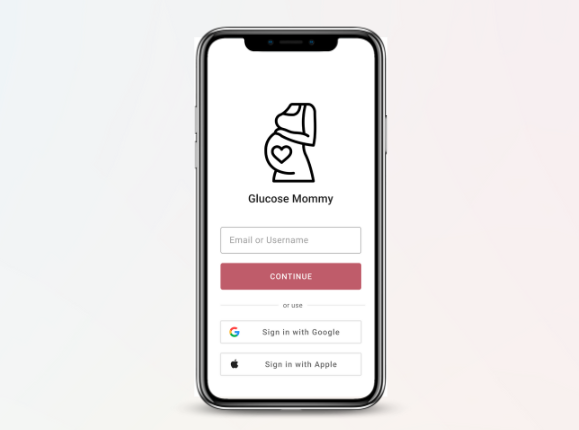 Glucose Mommy
Email or Username
CONTINUE
or use
Sign in with Google
Sign in with Apple